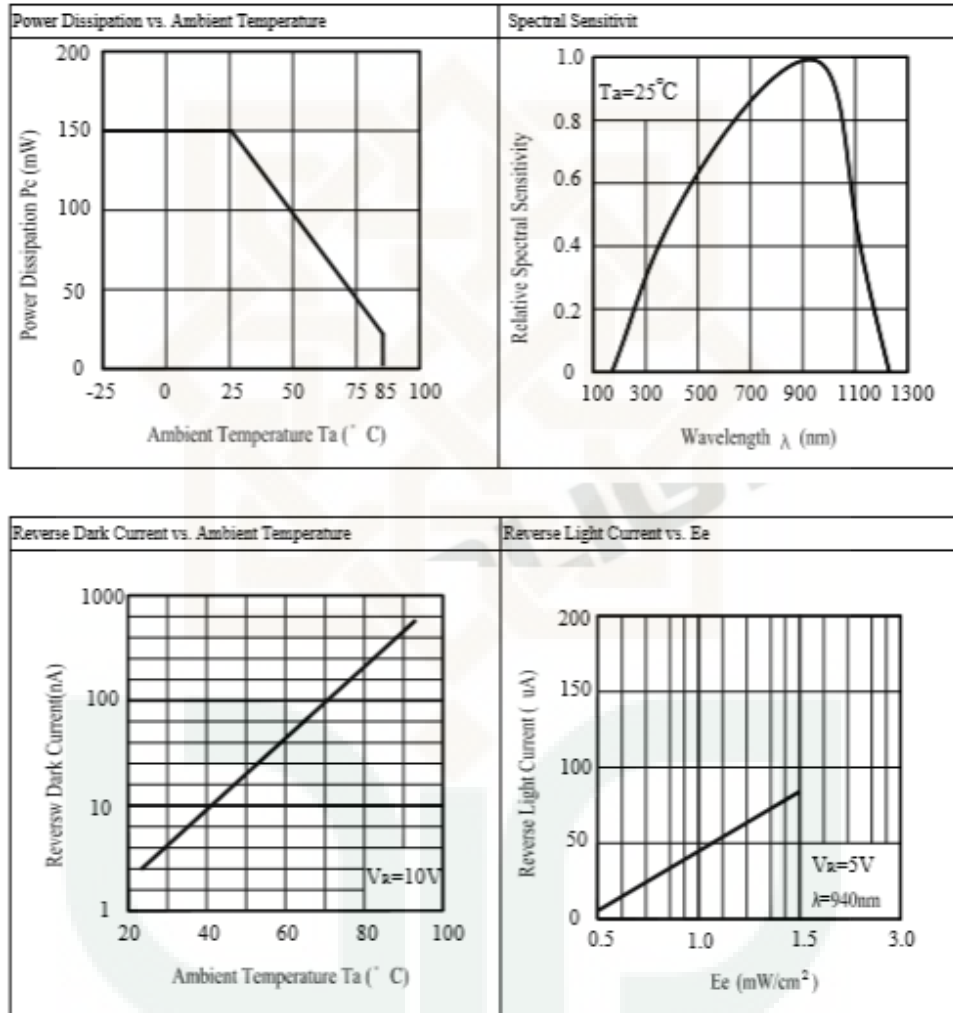 Power Dissipation vs. Ambient Temperature
Power Dissipation Pc (mW)
200
150
100
50
0
-25 0 25 50 75 85 100
Ambient Temperature Ta (° C)
Spectral Sensitivit
Relative Spectral Sensitivity
1.0
0.8
0.6
0.4
0.2
0
Ta=25°C
100 300 500 700 900 1100 1300
Wavelength λ (nm)
Reverse Dark Current vs. Ambient Temperature
Reversw Dark Current(nA)
1000
100
10
1
VR=10V
20 40 60 80 100
Ambient Temperature Ta (° C)
Reverse Light Current vs. Ee
Reverse Light Current ( uA)
200
150
100
50
0
VR=5V
λ=940nm
0.5 1.0 1.5 3.0
Ee (mW/cm²)